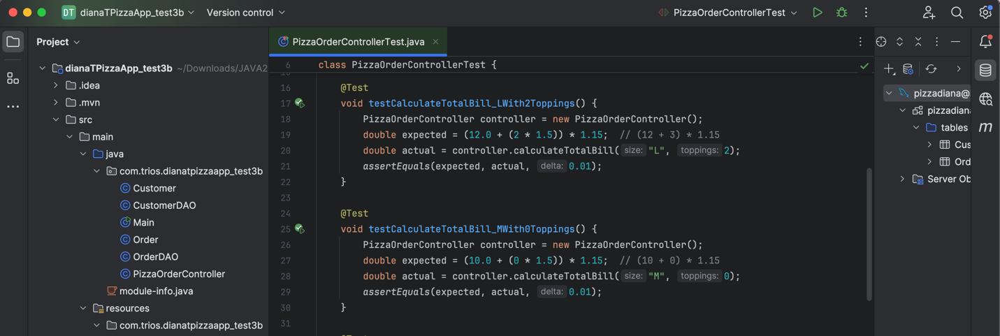 DT dianaTPizzaApp_test3b Version control PizzaOrderControllerTest
Project
dianaTPizzaApp_test3b ~/Downloads/JAVA2
.idea
.mvn
src
main
java
com.trios.dianatpizzaapp_test3b
Customer
CustomerDAO
Main
Order
OrderDAO
PizzaOrderController
module-info.java
resources
com.trios.dianatpizzaapp_test3b
PizzaOrderControllerTest.java
6 class PizzaOrderControllerTest {
16 @Test
17 void testCalculateTotalBill_LWith2Toppings() {
18 PizzaOrderController controller = new PizzaOrderController();
19 double expected = (12.0 + (2 * 1.5)) * 1.15; // (12 + 3) * 1.15
20 double actual = controller.calculateTotalBill( size: "L", toppings: 2);
21 assertEquals(expected, actual, delta: 0.01);
22 }
23
24 @Test
25 void testCalculateTotalBill_MWith0Toppings() {
26 PizzaOrderController controller = new PizzaOrderController();
27 double expected = (10.0 + (0 * 1.5)) * 1.15; // (10 + 0) * 1.15
28 double actual = controller.calculateTotalBill( size: "M", toppings: 0);
29 assertEquals(expected, actual, delta: 0.01);
30 }
31
pizzadiana@
pizzadiana
tables
Cus
Ord
Server Ob
m